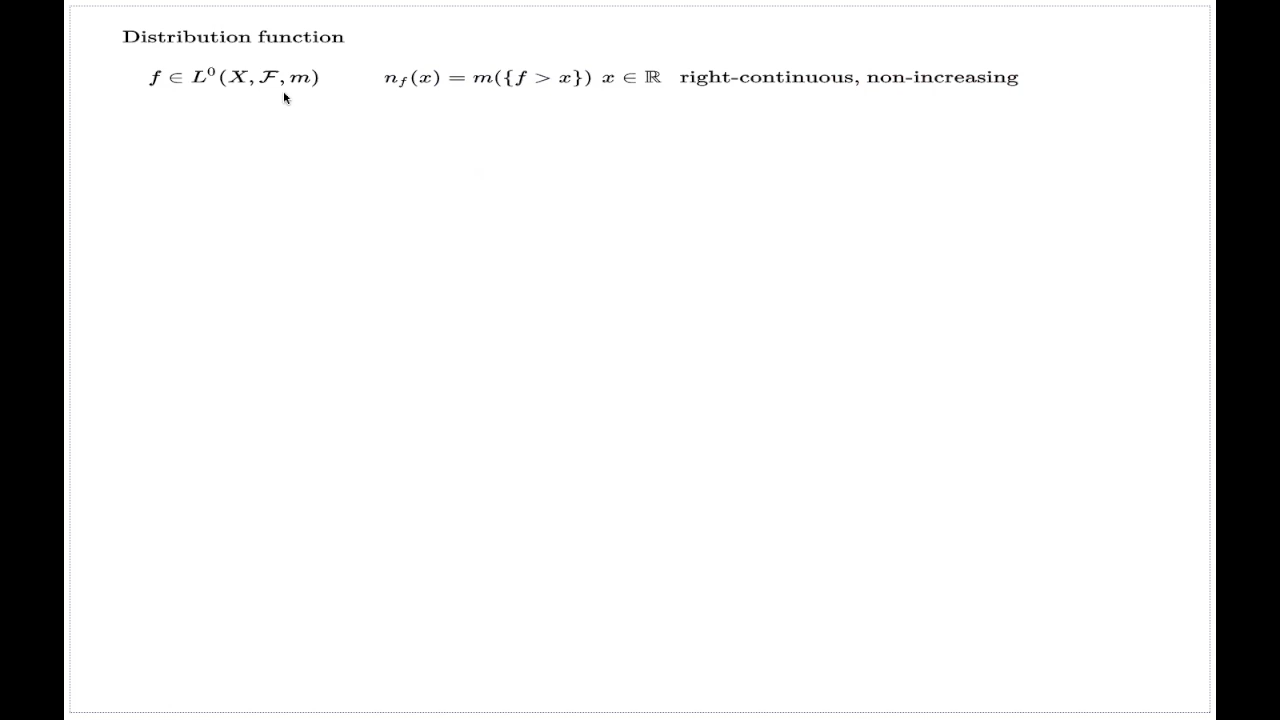 Distribution function
f ∈ L⁰(X, ℱ, m) n_f(x) = m({f > x}) x ∈ ℝ right-continuous, non-increasing